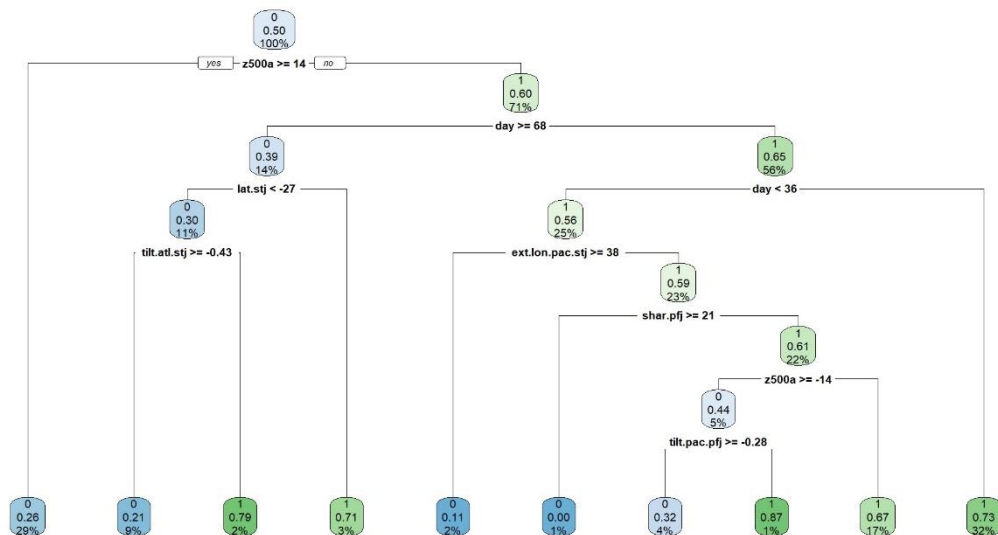 0
0.50
100%
yes z500a >= 14 no
1
0.60
71%
day >= 68
0
0.39
14%
1
0.65
56%
lat.stj < -27
day < 36
0
0.30
11%
1
0.56
25%
tilt.atl.stj >= -0.43
ext.lon.pac.stj >= 38
1
0.59
23%
shar.pfj >= 21
1
0.61
22%
z500a >= -14
0
0.44
5%
tilt.pac.pfj >= -0.28
0 0 1 1 0 0 0 1 1 1
0.26 0.21 0.79 0.71 0.11 0.00 0.32 0.87 0.67 0.73
29% 9% 2% 3% 2% 1% 4% 1% 17% 32%